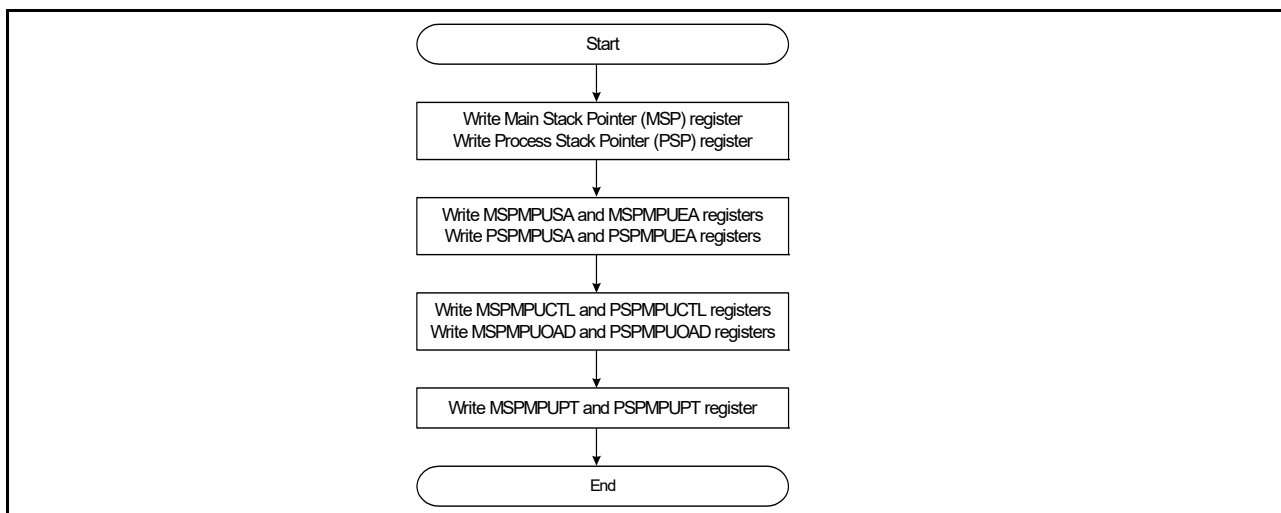 Start
Write Main Stack Pointer (MSP) register
Write Process Stack Pointer (PSP) register
Write MSPMPUSA and MSPMPUEA registers
Write PSPMPUSA and PSPMPUEA registers
Write MSPMPUCTL and PSPMPUCTL registers
Write MSPMPUOAD and PSPMPUOAD registers
Write MSPMPUPT and PSPMPUPT register
End